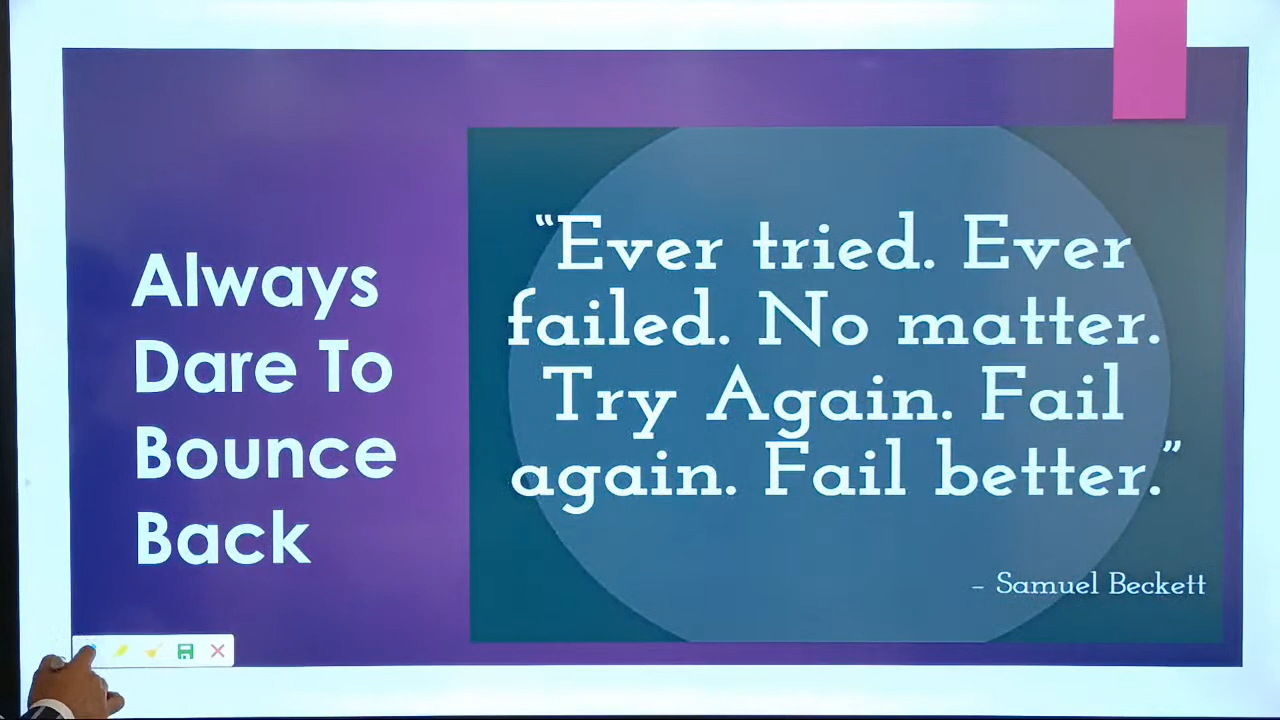 Always
Dare To
Bounce
Back
“Ever tried. Ever
failed. No matter.
Try Again. Fail
again. Fail better.”
– Samuel Beckett